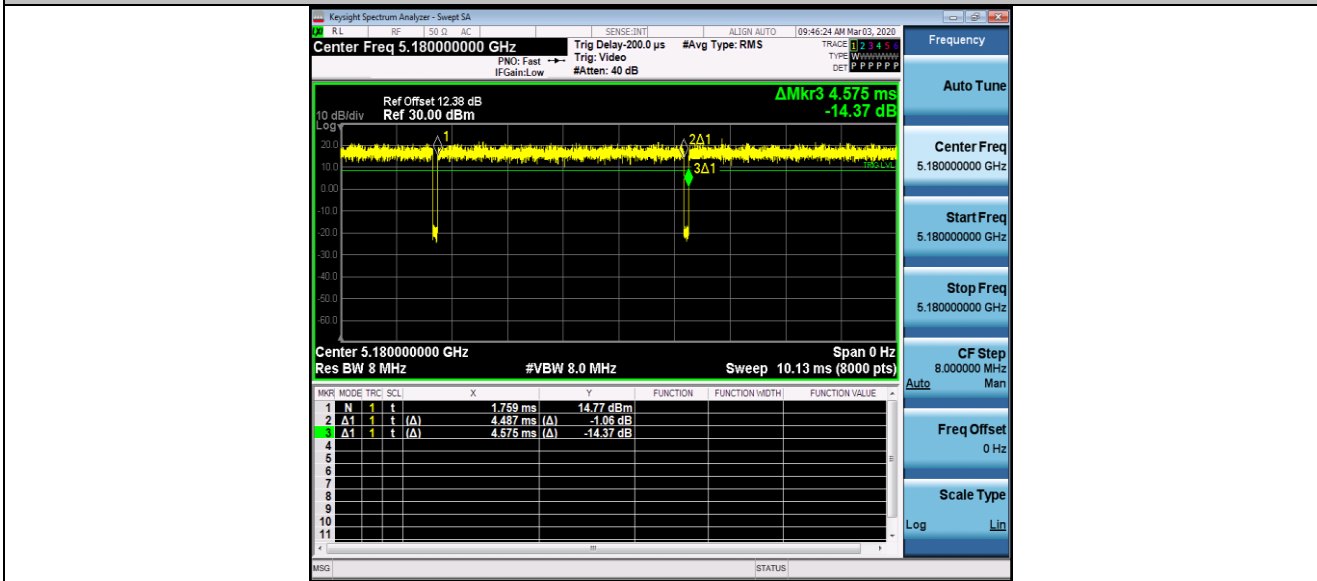 Keysight Spectrum Analyzer - Swept SA
RL RF 50 Ω AC SENSE:INT ALIGN AUTO 09:46:24 AM Mar 03, 2020
Center Freq 5.180000000 GHz
PNO: Fast
IFGain:Low
Trig Delay-200.0 µs #Avg Type: RMS
Trig: Video
#Atten: 40 dB
TRACE 1 2 3 4 5 6
TYPE W
DET P P P P P P
Frequency
ΔMkr3 4.575 ms
-14.37 dB
Ref Offset 12.38 dB
10 dB/div Ref 30.00 dBm
Log
20.0
10.0
0.00
-10.0
-20.0
-30.0
-40.0
-50.0
-60.0
1
2Δ1
3Δ1
TRIG LVL
Center 5.180000000 GHz Span 0 Hz
Res BW 8 MHz #VBW 8.0 MHz Sweep 10.13 ms (8000 pts)
MKR MODE TRC SCL X Y FUNCTION FUNCTION WIDTH FUNCTION VALUE
1 N 1 t 1.759 ms 14.77 dBm
2 Δ1 1 t (Δ) 4.487 ms (Δ) -1.06 dB
3 Δ1 1 t (Δ) 4.575 ms (Δ) -14.37 dB
4
5
6
7
8
9
10
11
MSG STATUS
Auto Tune
Center Freq
5.180000000 GHz
Start Freq
5.180000000 GHz
Stop Freq
5.180000000 GHz
CF Step
8.000000 MHz
Auto Man
Freq Offset
0 Hz
Scale Type
Log Lin